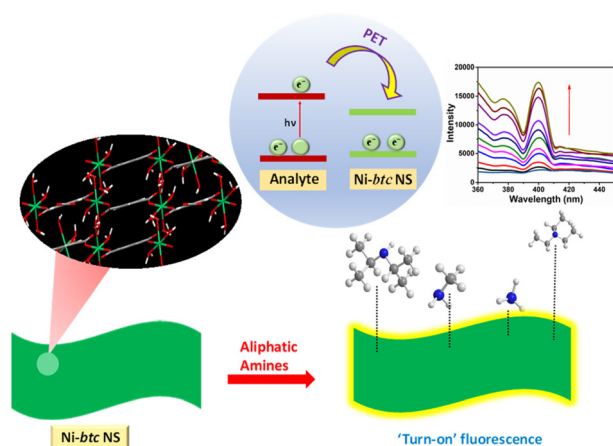 PET
e⁻
hν
e⁻
e⁻ e⁻
Analyte
Ni-btc NS
Intensity
20000
15000
10000
5000
0
360 380 400 420 440
Wavelength (nm)
Aliphatic
Amines
Ni-btc NS
'Turn-on' fluorescence